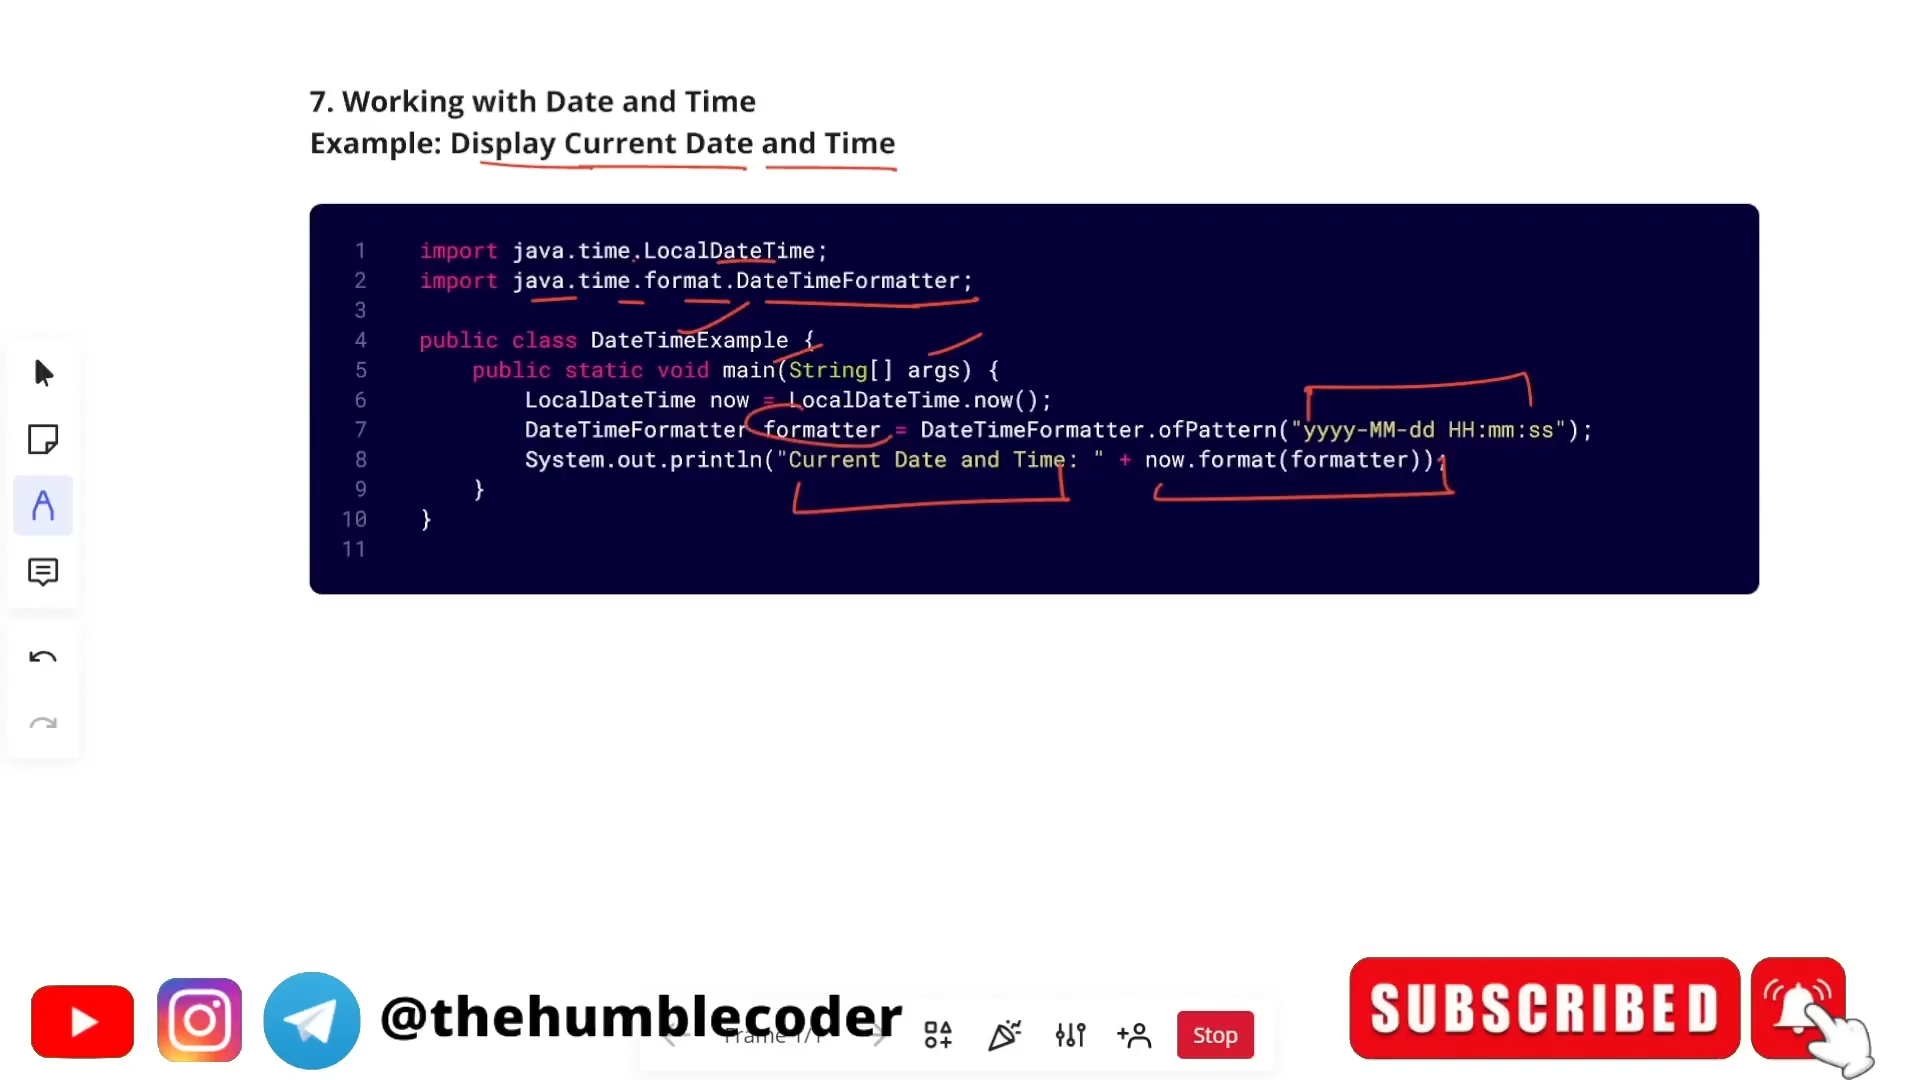 7. Working with Date and Time
Example: Display Current Date and Time
1 import java.time.LocalDateTime;
2 import java.time.format.DateTimeFormatter;
3
4 public class DateTimeExample {
5 public static void main(String[] args) {
6 LocalDateTime now = LocalDateTime.now();
7 DateTimeFormatter formatter = DateTimeFormatter.ofPattern("yyyy-MM-dd HH:mm:ss");
8 System.out.println("Current Date and Time: " + now.format(formatter));
9 }
10 }
11
@thehumblecoder
Frame 1/1
Stop
SUBSCRIBED